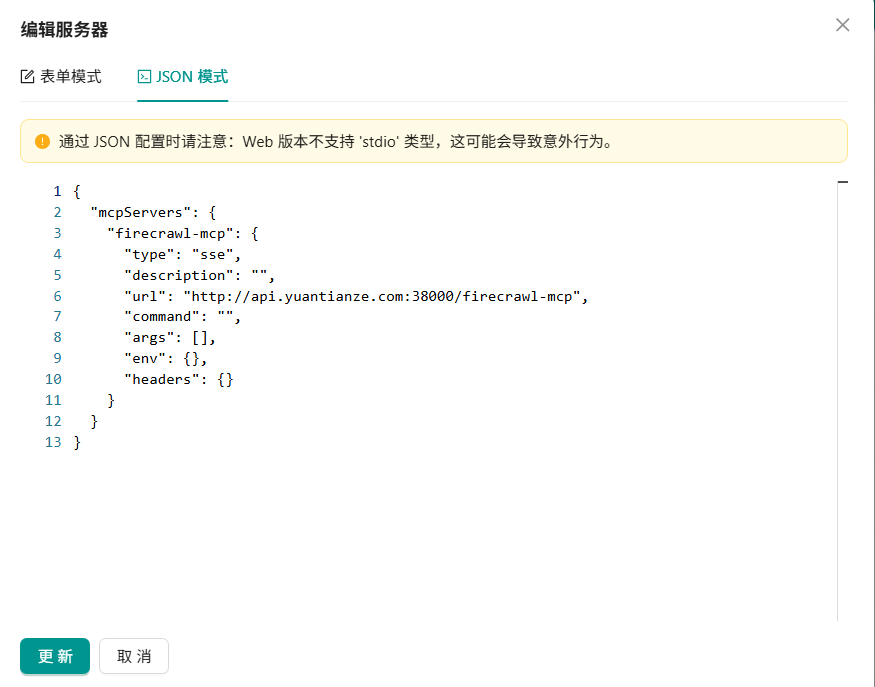 编辑服务器
表单模式 JSON 模式
通过 JSON 配置时请注意：Web 版本不支持 'stdio' 类型，这可能会导致意外行为。
1 {
2   "mcpServers": {
3     "firecrawl-mcp": {
4       "type": "sse",
5       "description": "",
6       "url": "http://api.yuantianze.com:38000/firecrawl-mcp",
7       "command": "",
8       "args": [],
9       "env": {},
10       "headers": {}
11     }
12   }
13 }
更 新 取 消